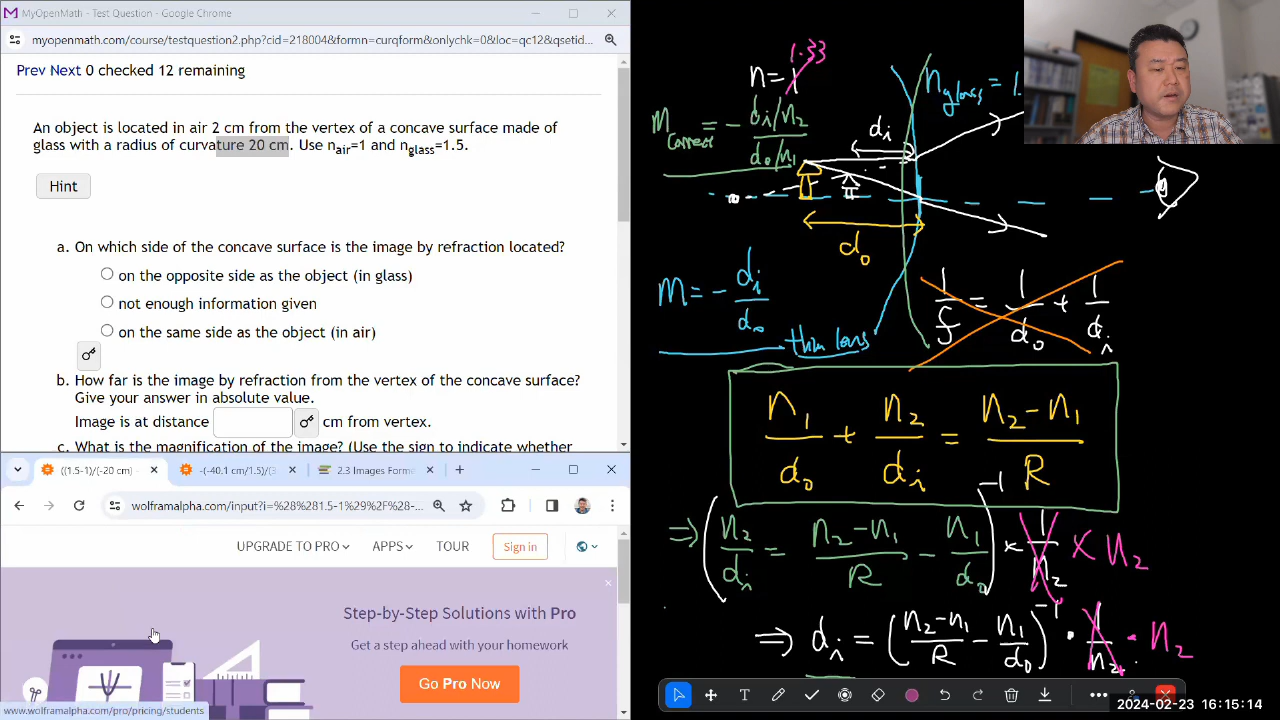 MyOpenMath - Test Question - Google Chrome
myopenmath.com/course/testquestion2.php?cid=218004&formn=curqform&onlychk=0&loc=qc12&qsetid...
Prev Next 0 checked 12 remaining
An object is located in air 2 cm from the vertex of a concave surface made of
glass with a radius of curvature 20 cm. Use nair=1 and nglass=1.5.
Hint
a. On which side of the concave surface is the image by refraction located?
on the opposite side as the object (in glass)
not enough information given
on the same side as the object (in air)
b. How far is the image by refraction from the vertex of the concave surface?
Give your answer in absolute value.
Image is at distance cm from vertex.
c. What is the magnification of the image? (Use the sign to indicate whether
((1.5-1)/(-20 cm)
-(-40.1 cm/1.5)/(3
2.3 Images Forme
wolframalpha.com/input?i=%28%281.5-1%29%2F%28-...
UPGRADE TO PRO
APPS
TOUR
Sign in
Step-by-Step Solutions with Pro
Get a step ahead with your homework
Go Pro Now
www.wolframalpha.com/pro/pricing/students
1.33
n=1
nglass = 1.
Mcorrect = - di/n2 / do/n1
di
do
M = - di/do
thin lens
1/f = 1/do + 1/di
n1/do + n2/di = (n2-n1)/R
⇒ (n2/di = (n2-n1)/R - n1/do)^-1 × 1/n2 × n2
⇒ di = ((n2-n1)/R - n1/do)^-1 · 1/n2 · n2
2024-02-23 16:15:14